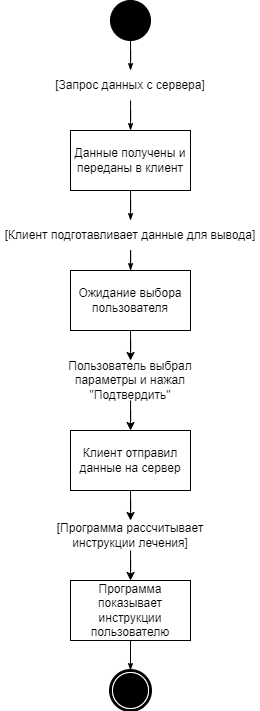 [Запрос данных с сервера]
Данные получены и
переданы в клиент
[Клиент подготавливает данные для вывода]
Ожидание выбора
пользователя
Пользователь выбрал
параметры и нажал
"Подтвердить"
Клиент отправил
данные на сервер
[Программа рассчитывает
инструкции лечения]
Программа
показывает
инструкции
пользователю